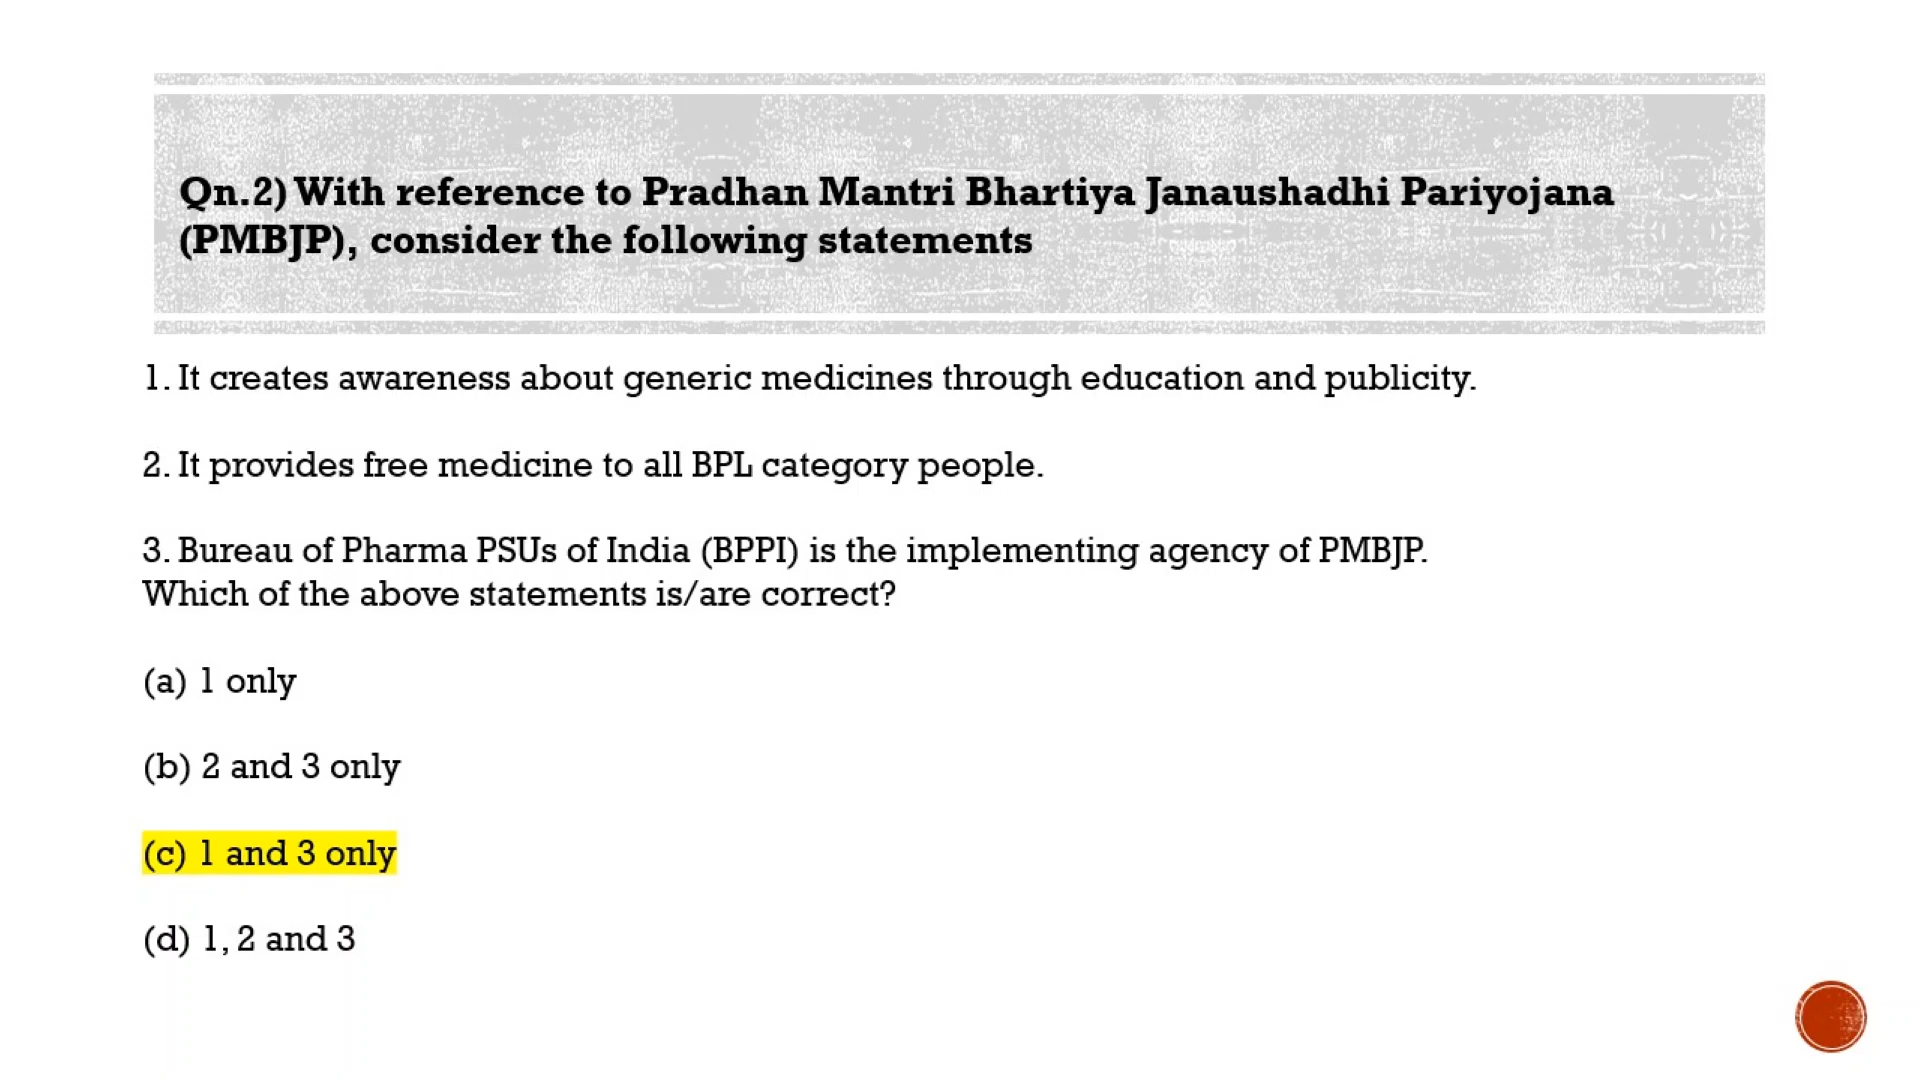 Qn.2) With reference to Pradhan Mantri Bhartiya Janaushadhi Pariyojana
(PMBJP), consider the following statements
1. It creates awareness about generic medicines through education and publicity.
2. It provides free medicine to all BPL category people.
3. Bureau of Pharma PSUs of India (BPPI) is the implementing agency of PMBJP.
Which of the above statements is/are correct?
(a) 1 only
(b) 2 and 3 only
(c) 1 and 3 only
(d) 1, 2 and 3